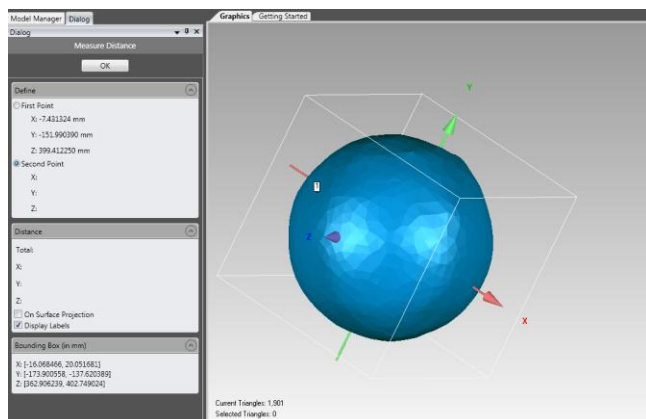 Model Manager Dialog
Dialog
Measure Distance
OK
Define
First Point
X: -7.431324 mm
Y: -151.990390 mm
Z: 399.412250 mm
Second Point
X:
Y:
Z:
Distance
Total:
X:
Y:
Z:
On Surface Projection
Display Labels
Bounding Box (in mm)
X: [-16.068466, 20.051681]
Y: [-173.900558, -137.620389]
Z: [362.906239, 402.749024]
Graphics Getting Started
Y
1
Z
X
Current Triangles: 1,901
Selected Triangles: 0